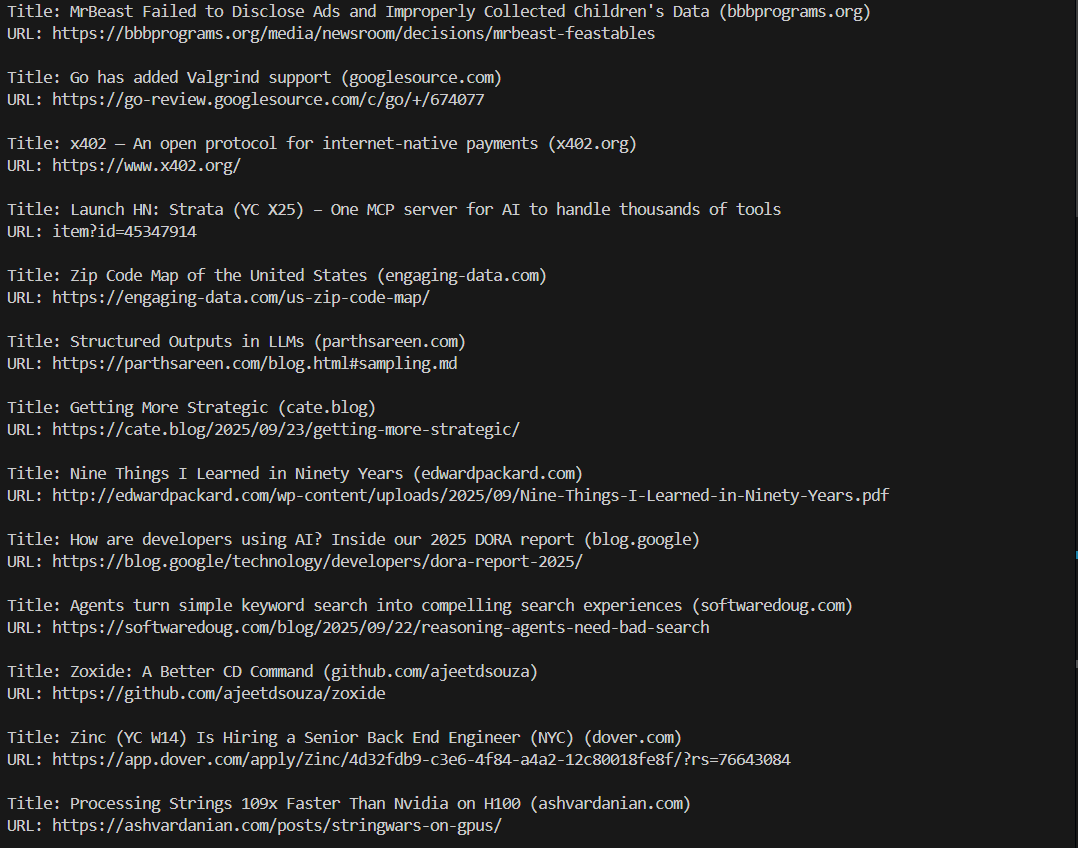 Title: MrBeast Failed to Disclose Ads and Improperly Collected Children's Data (bbbprograms.org)
URL: https://bbbprograms.org/media/newsroom/decisions/mrbeast-feastables
Title: Go has added Valgrind support (googlesource.com)
URL: https://go-review.googlesource.com/c/go/+/674077
Title: x402 — An open protocol for internet-native payments (x402.org)
URL: https://www.x402.org/
Title: Launch HN: Strata (YC X25) – One MCP server for AI to handle thousands of tools
URL: item?id=45347914
Title: Zip Code Map of the United States (engaging-data.com)
URL: https://engaging-data.com/us-zip-code-map/
Title: Structured Outputs in LLMs (parthsareen.com)
URL: https://parthsareen.com/blog.html#sampling.md
Title: Getting More Strategic (cate.blog)
URL: https://cate.blog/2025/09/23/getting-more-strategic/
Title: Nine Things I Learned in Ninety Years (edwardpackard.com)
URL: http://edwardpackard.com/wp-content/uploads/2025/09/Nine-Things-I-Learned-in-Ninety-Years.pdf
Title: How are developers using AI? Inside our 2025 DORA report (blog.google)
URL: https://blog.google/technology/developers/dora-report-2025/
Title: Agents turn simple keyword search into compelling search experiences (softwaredoug.com)
URL: https://softwaredoug.com/blog/2025/09/22/reasoning-agents-need-bad-search
Title: Zoxide: A Better CD Command (github.com/ajeetdsouza)
URL: https://github.com/ajeetdsouza/zoxide
Title: Zinc (YC W14) Is Hiring a Senior Back End Engineer (NYC) (dover.com)
URL: https://app.dover.com/apply/Zinc/4d32fdb9-c3e6-4f84-a4a2-12c80018fe8f/?rs=76643084
Title: Processing Strings 109x Faster Than Nvidia on H100 (ashvardanian.com)
URL: https://ashvardanian.com/posts/stringwars-on-gpus/